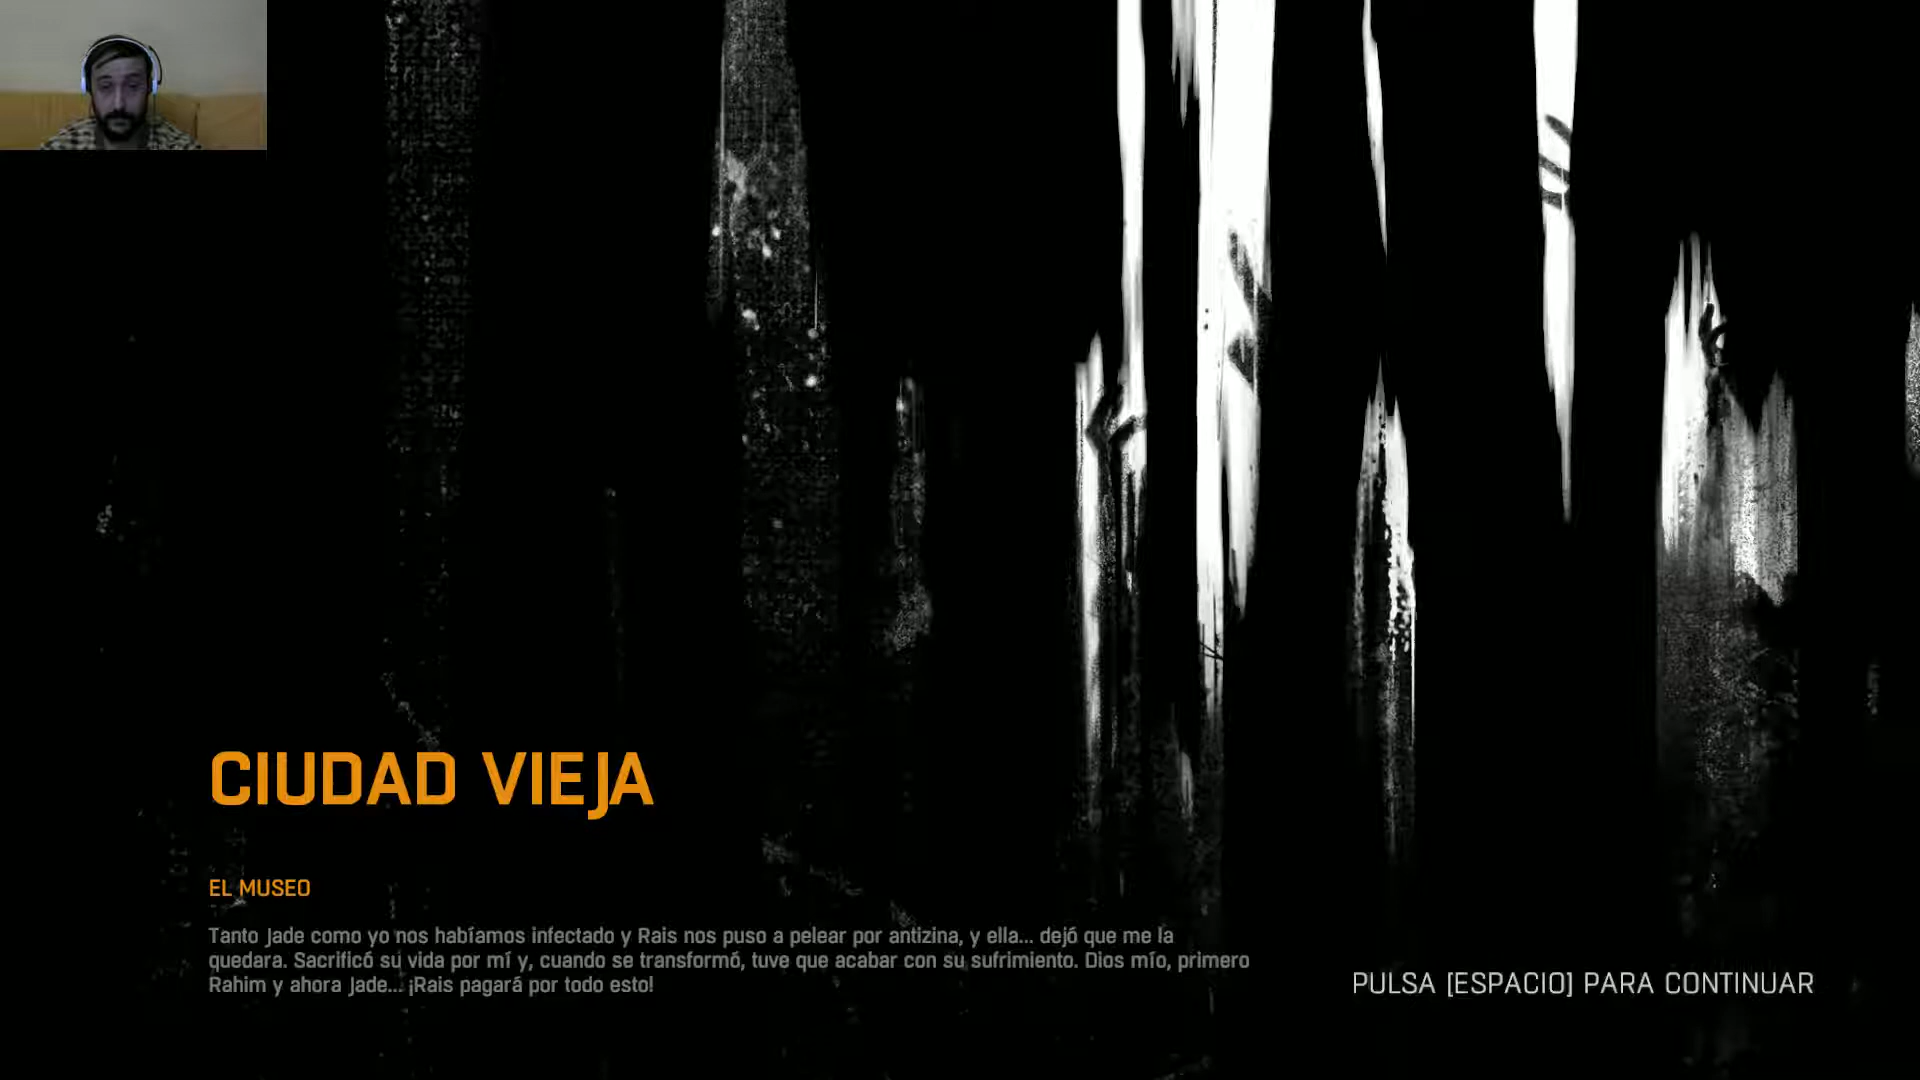 CIUDAD VIEJA
EL MUSEO
Tanto Jade como yo nos habíamos infectado y Rais nos puso a pelear por antizina, y ella... dejó que me la
quedara. Sacrificó su vida por mí y, cuando se transformó, tuve que acabar con su sufrimiento. Dios mío, primero
Rahim y ahora Jade... ¡Rais pagará por todo esto!
PULSA [ESPACIO] PARA CONTINUAR